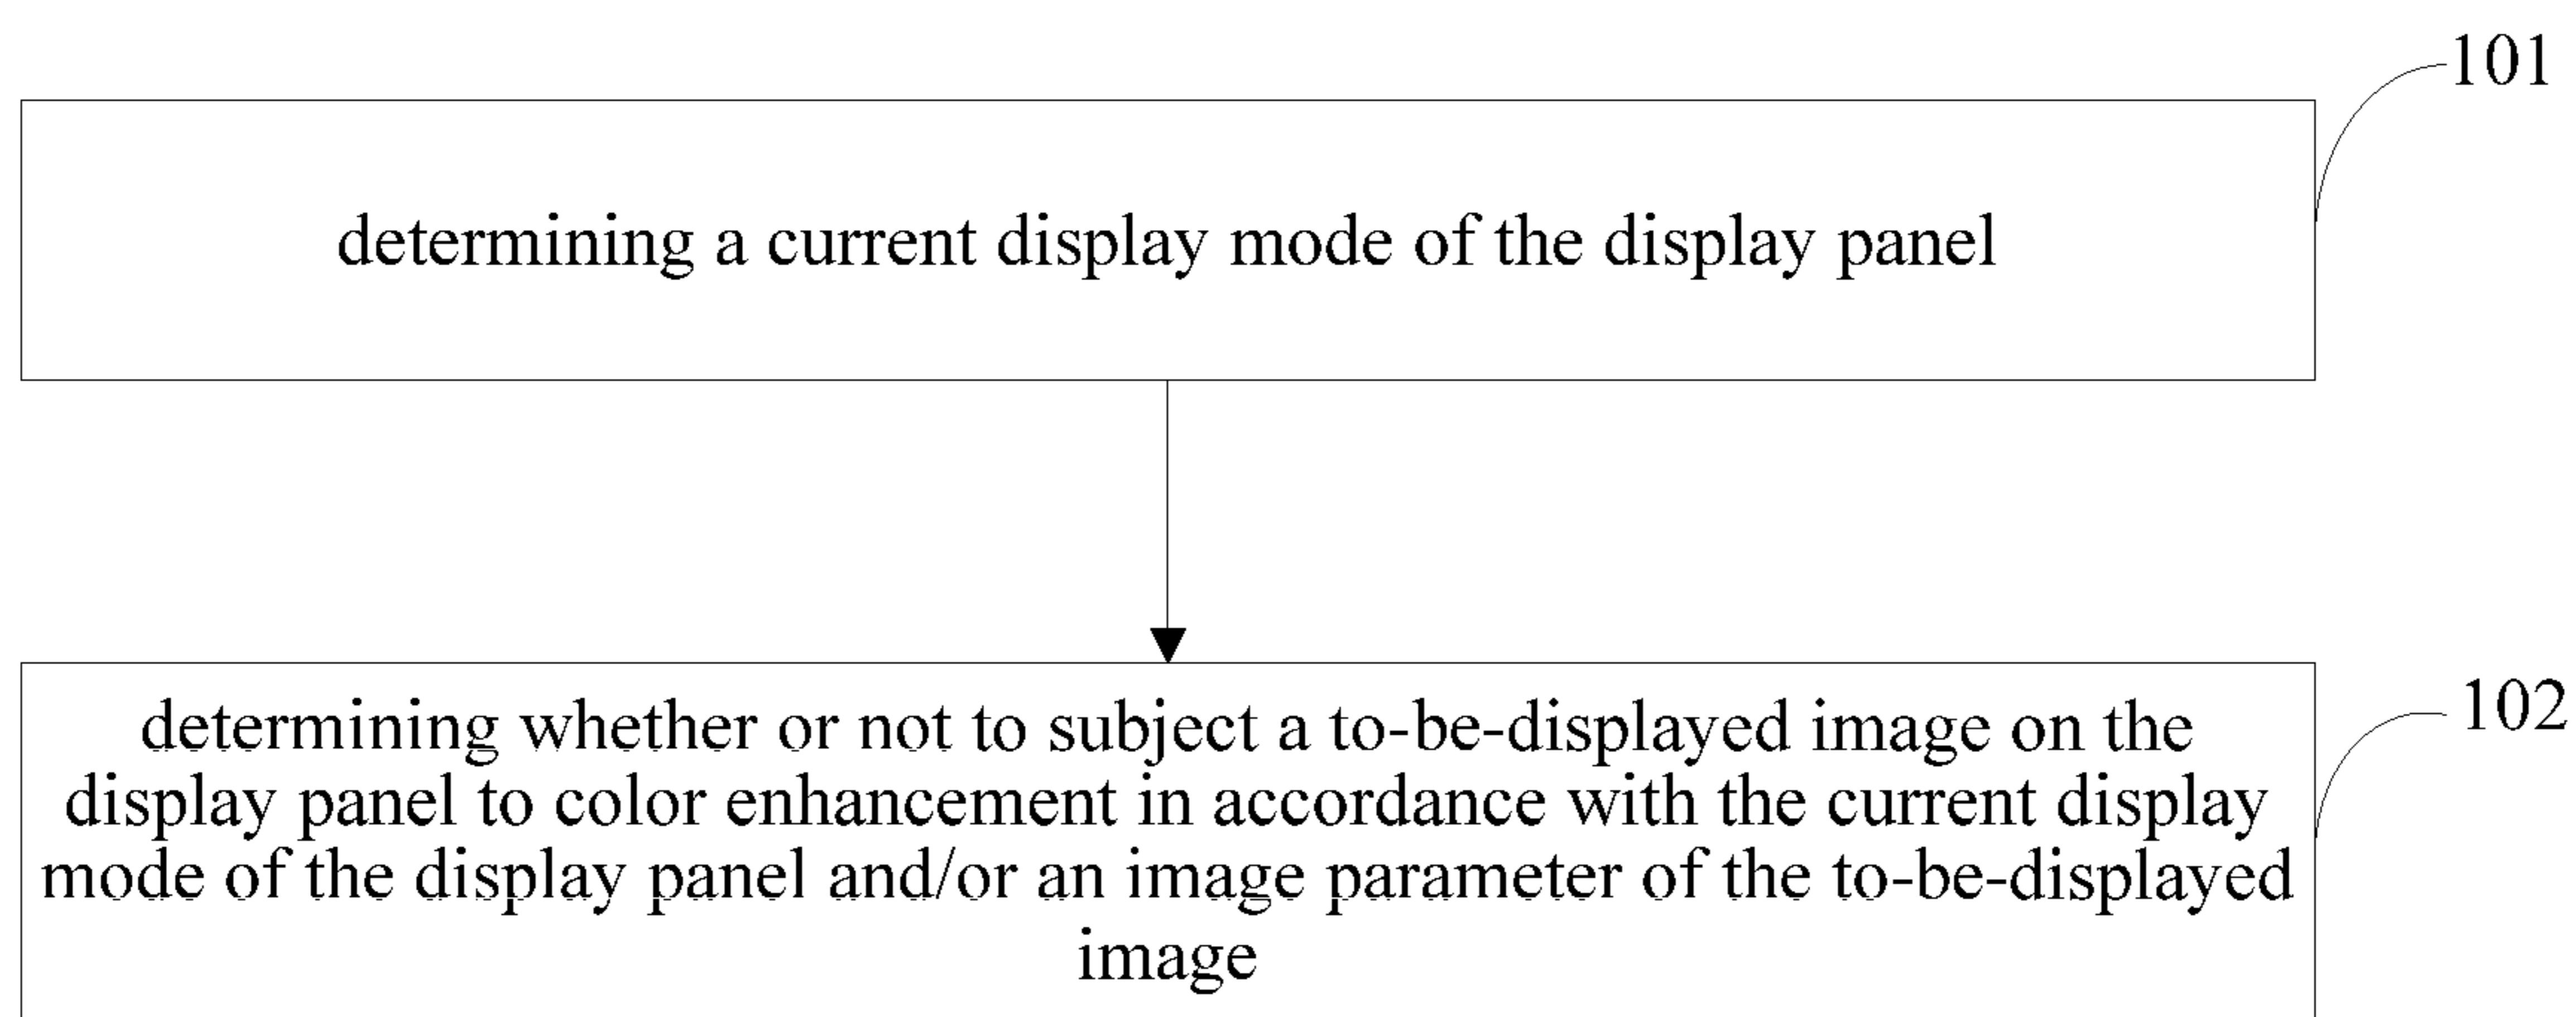 101
determining a current display mode of the display panel
determining whether or not to subject a to-be-displayed image on the
102
display panel to color enhancement in accordance with the current display
mode of the display panel and/or an image parameter of the to-be-displayed
image